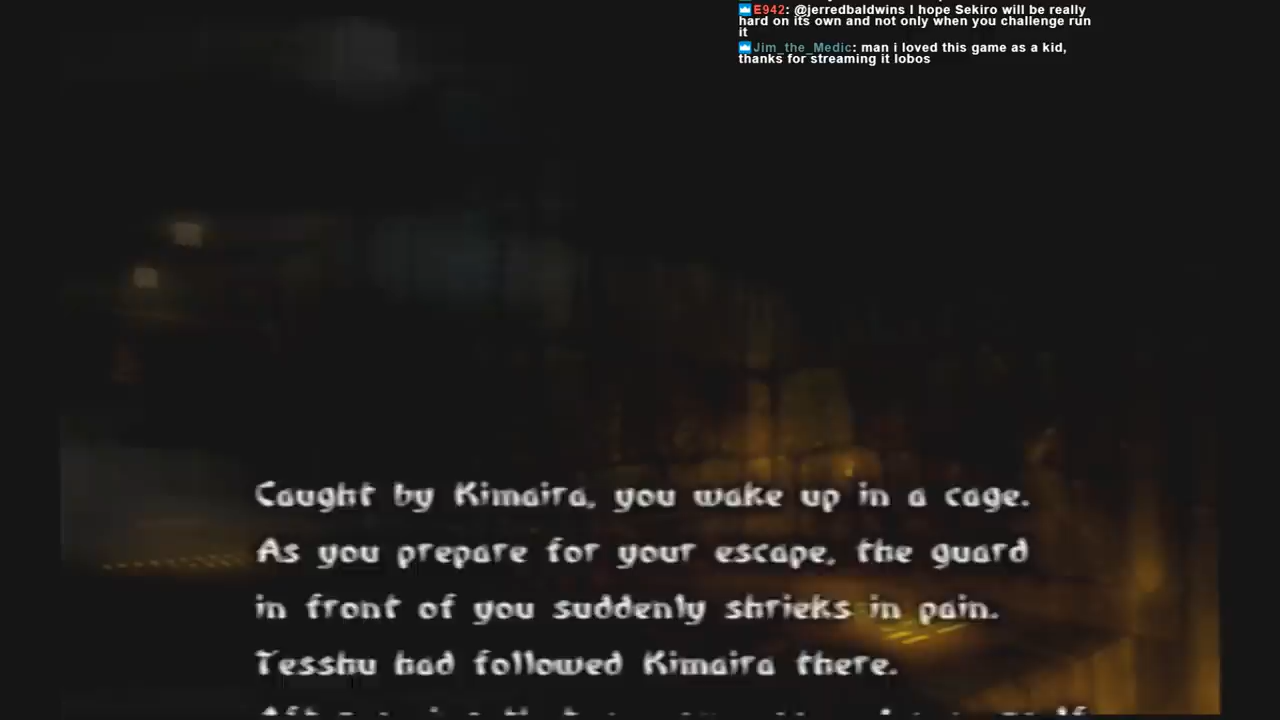 E942: @jerredbaldwins I hope Sekiro will be really
hard on its own and not only when you challenge run
it
Jim_the_Medic: man i loved this game as a kid,
thanks for streaming it lobos
Caught by Kimaira, you wake up in a cage.
As you prepare for your escape, the guard
in front of you suddenly shrieks in pain.
Tesshu had followed Kimaira there.